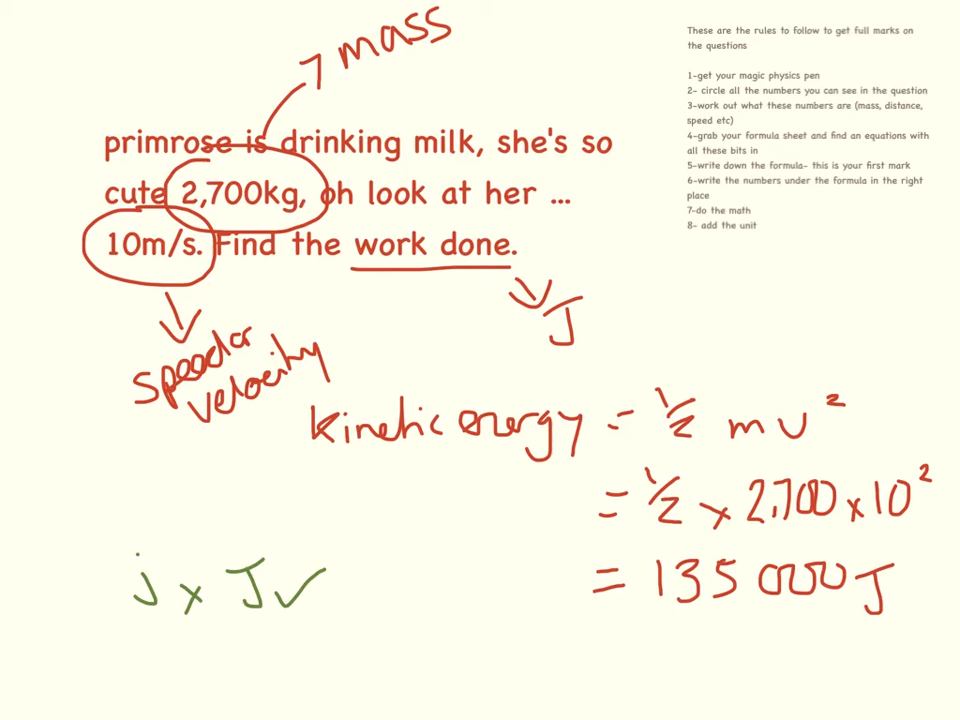 These are the rules to follow to get full marks on
the questions
1-get your magic physics pen
2- circle all the numbers you can see in the question
3-work out what these numbers are (mass, distance,
speed etc)
4-grab your formula sheet and find an equations with
all these bits in
5-write down the formula- this is your first mark
6-write the numbers under the formula in the right
place
7-do the math
8- add the unit
mass
primrose is drinking milk, she's so
cute 2,700kg, oh look at her ...
10m/s. Find the work done.
J
speed or
velocity
kinetic energy = 1/2 mv²
= 1/2 x 2,700 x 10²
= 135 000 J
j x J ✓